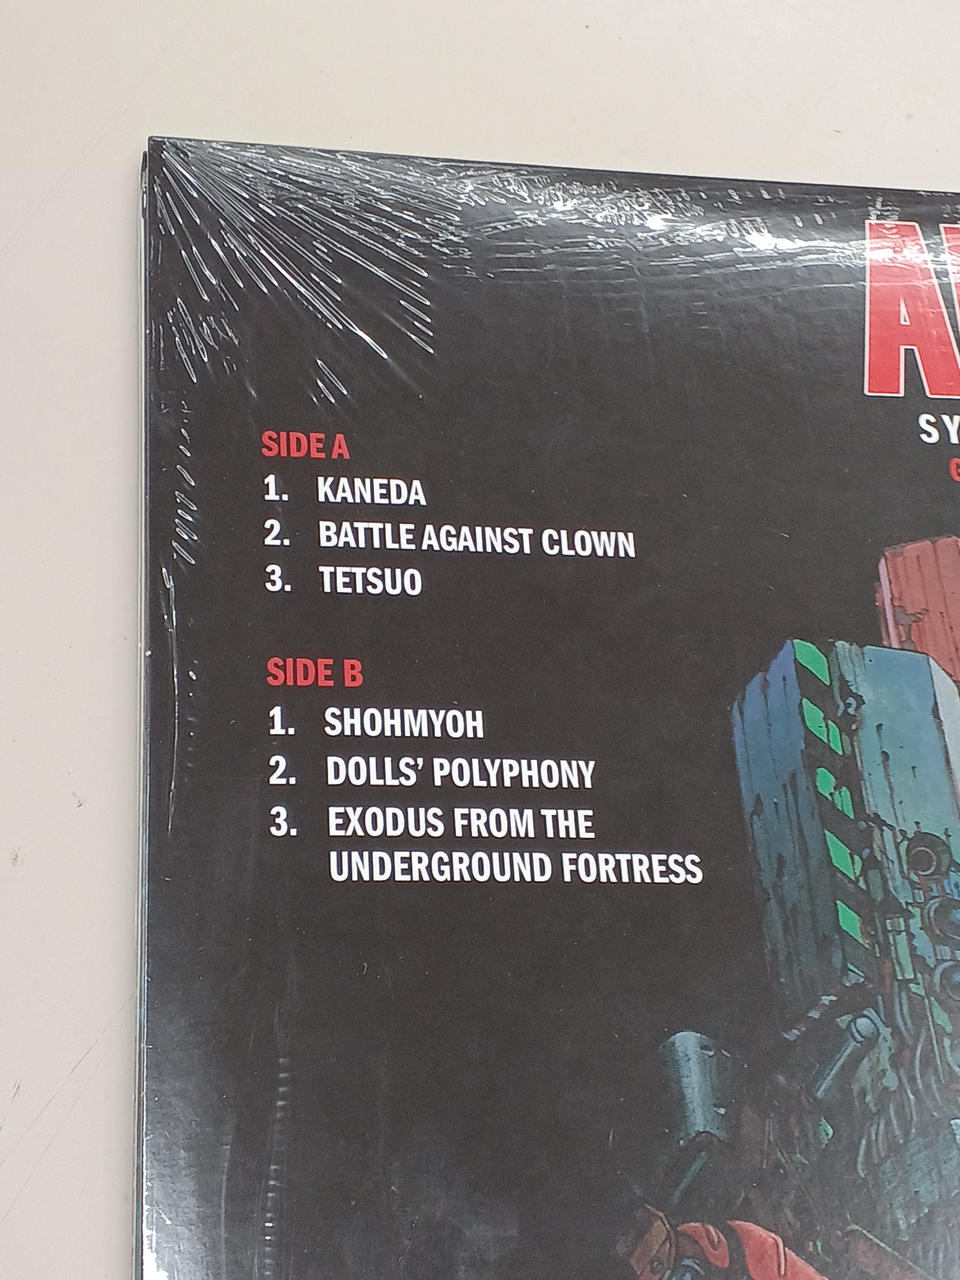 SIDE A
1. KANEDA
2. BATTLE AGAINST CLOWN
3. TETSUO
SIDE B
1. SHOHMYOH
2. DOLLS’ POLYPHONY
3. EXODUS FROM THE
UNDERGROUND FORTRESS
A
SY